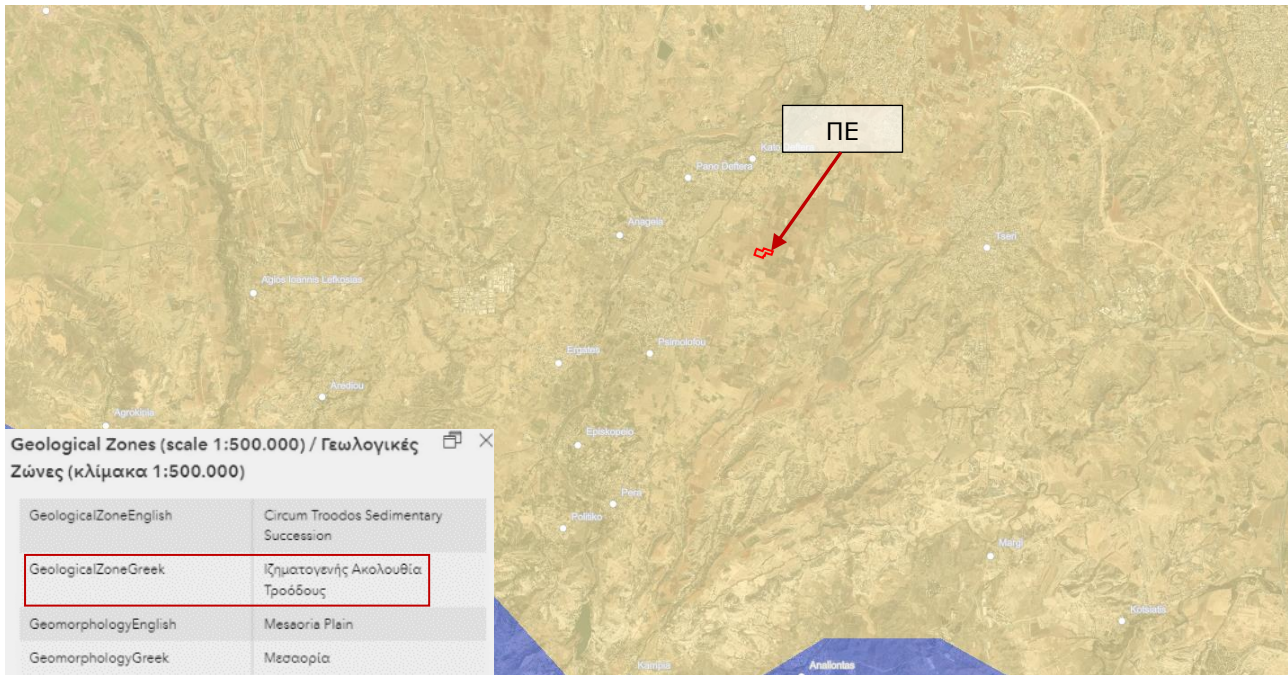 ΠΕ
Kato Deftera
Pano Deftera
Anageia
Tseri
Agios Ioannis Lefkosias
Psimolofou
Ergates
Arediou
Agrokipia
Episkopeio
Pera
Politiko
Margi
Kotsiatis
Kampia
Analiontas
Geological Zones (scale 1:500.000) / Γεωλογικές
Ζώνες (κλίμακα 1:500.000)
GeologicalZoneEnglish Circum Troodos Sedimentary
Succession
GeologicalZoneGreek Ιζηματογενής Ακολουθία
Τροόδους
GeomorphologyEnglish Mesaoria Plain
GeomorphologyGreek Μεσαορία